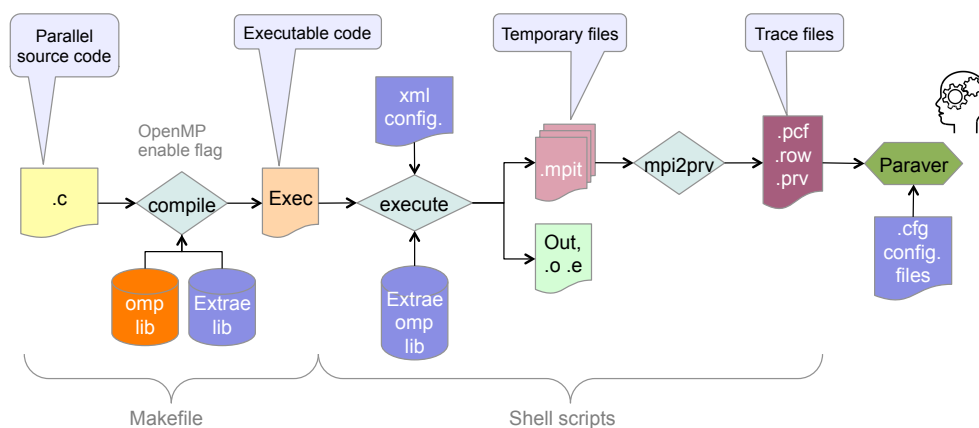 Parallel
source code
Executable code
Temporary files
Trace files
xml
config.
OpenMP
enable flag
.c
compile
Exec
execute
.mpit
mpi2prv
.pcf
.row
.prv
Paraver
Out,
.o .e
.cfg
config.
files
omp
lib
Extrae
lib
Extrae
omp
lib
Makefile
Shell scripts